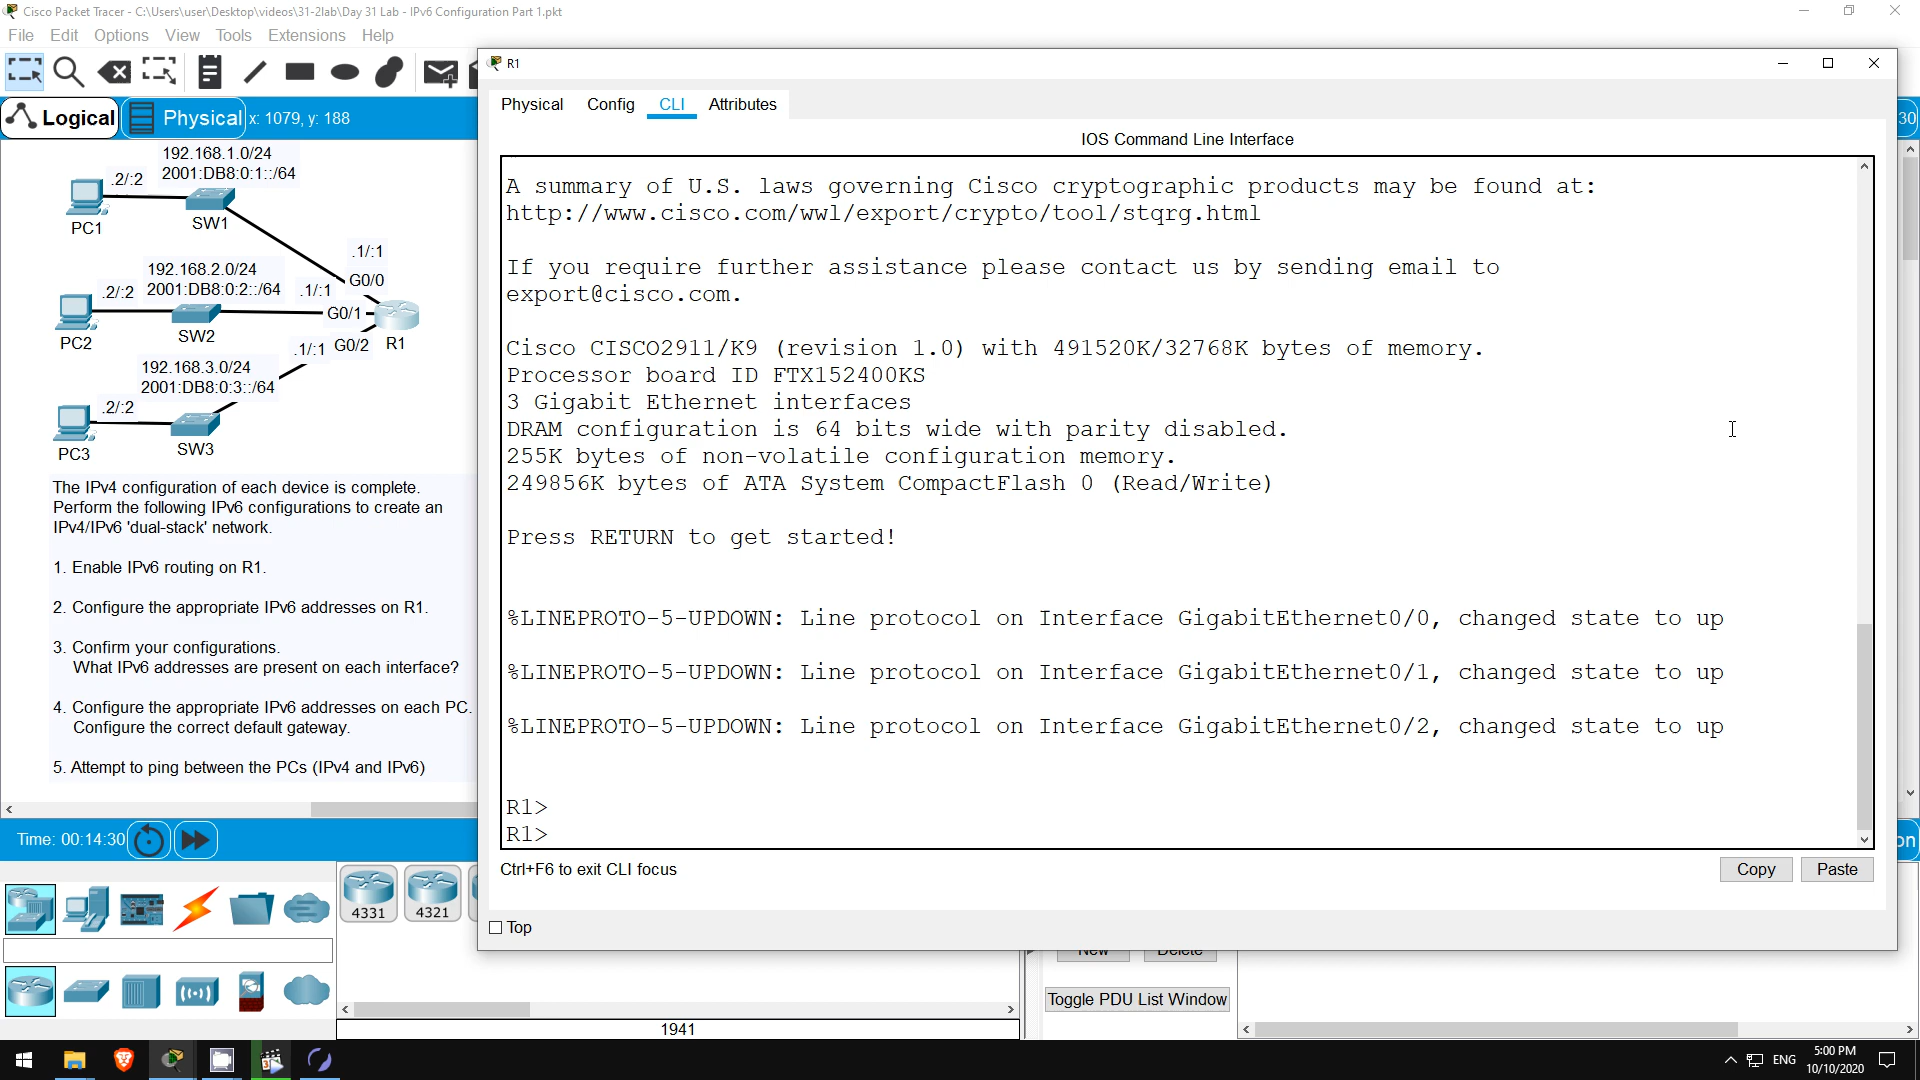 Cisco Packet Tracer - C:\Users\user\Desktop\videos\31-2lab\Day 31 Lab - IPv6 Configuration Part 1.pkt
File Edit Options View Tools Extensions Help
Logical Physical x: 1079, y: 188
192.168.1.0/24
2001:DB8:0:1::/64
.2/:2
PC1
SW1
.1/:1
G0/0
192.168.2.0/24
2001:DB8:0:2::/64
.2/:2
.1/:1
G0/1
PC2
SW2
.1/:1
G0/2
R1
192.168.3.0/24
2001:DB8:0:3::/64
.2/:2
PC3
SW3
The IPv4 configuration of each device is complete.
Perform the following IPv6 configurations to create an
IPv4/IPv6 'dual-stack' network.
1. Enable IPv6 routing on R1.
2. Configure the appropriate IPv6 addresses on R1.
3. Confirm your configurations.
What IPv6 addresses are present on each interface?
4. Configure the appropriate IPv6 addresses on each PC.
Configure the correct default gateway.
5. Attempt to ping between the PCs (IPv4 and IPv6)
Time: 00:14:30
4331
4321
1941
R1
Physical Config CLI Attributes
IOS Command Line Interface
A summary of U.S. laws governing Cisco cryptographic products may be found at:
http://www.cisco.com/wwl/export/crypto/tool/stqrg.html
If you require further assistance please contact us by sending email to
export@cisco.com.
Cisco CISCO2911/K9 (revision 1.0) with 491520K/32768K bytes of memory.
Processor board ID FTX152400KS
3 Gigabit Ethernet interfaces
DRAM configuration is 64 bits wide with parity disabled.
255K bytes of non-volatile configuration memory.
249856K bytes of ATA System CompactFlash 0 (Read/Write)
Press RETURN to get started!
%LINEPROTO-5-UPDOWN: Line protocol on Interface GigabitEthernet0/0, changed state to up
%LINEPROTO-5-UPDOWN: Line protocol on Interface GigabitEthernet0/1, changed state to up
%LINEPROTO-5-UPDOWN: Line protocol on Interface GigabitEthernet0/2, changed state to up
R1>
R1>
Ctrl+F6 to exit CLI focus
Copy
Paste
Top
New
Delete
Toggle PDU List Window
30
on
ENG
5:00 PM
10/10/2020